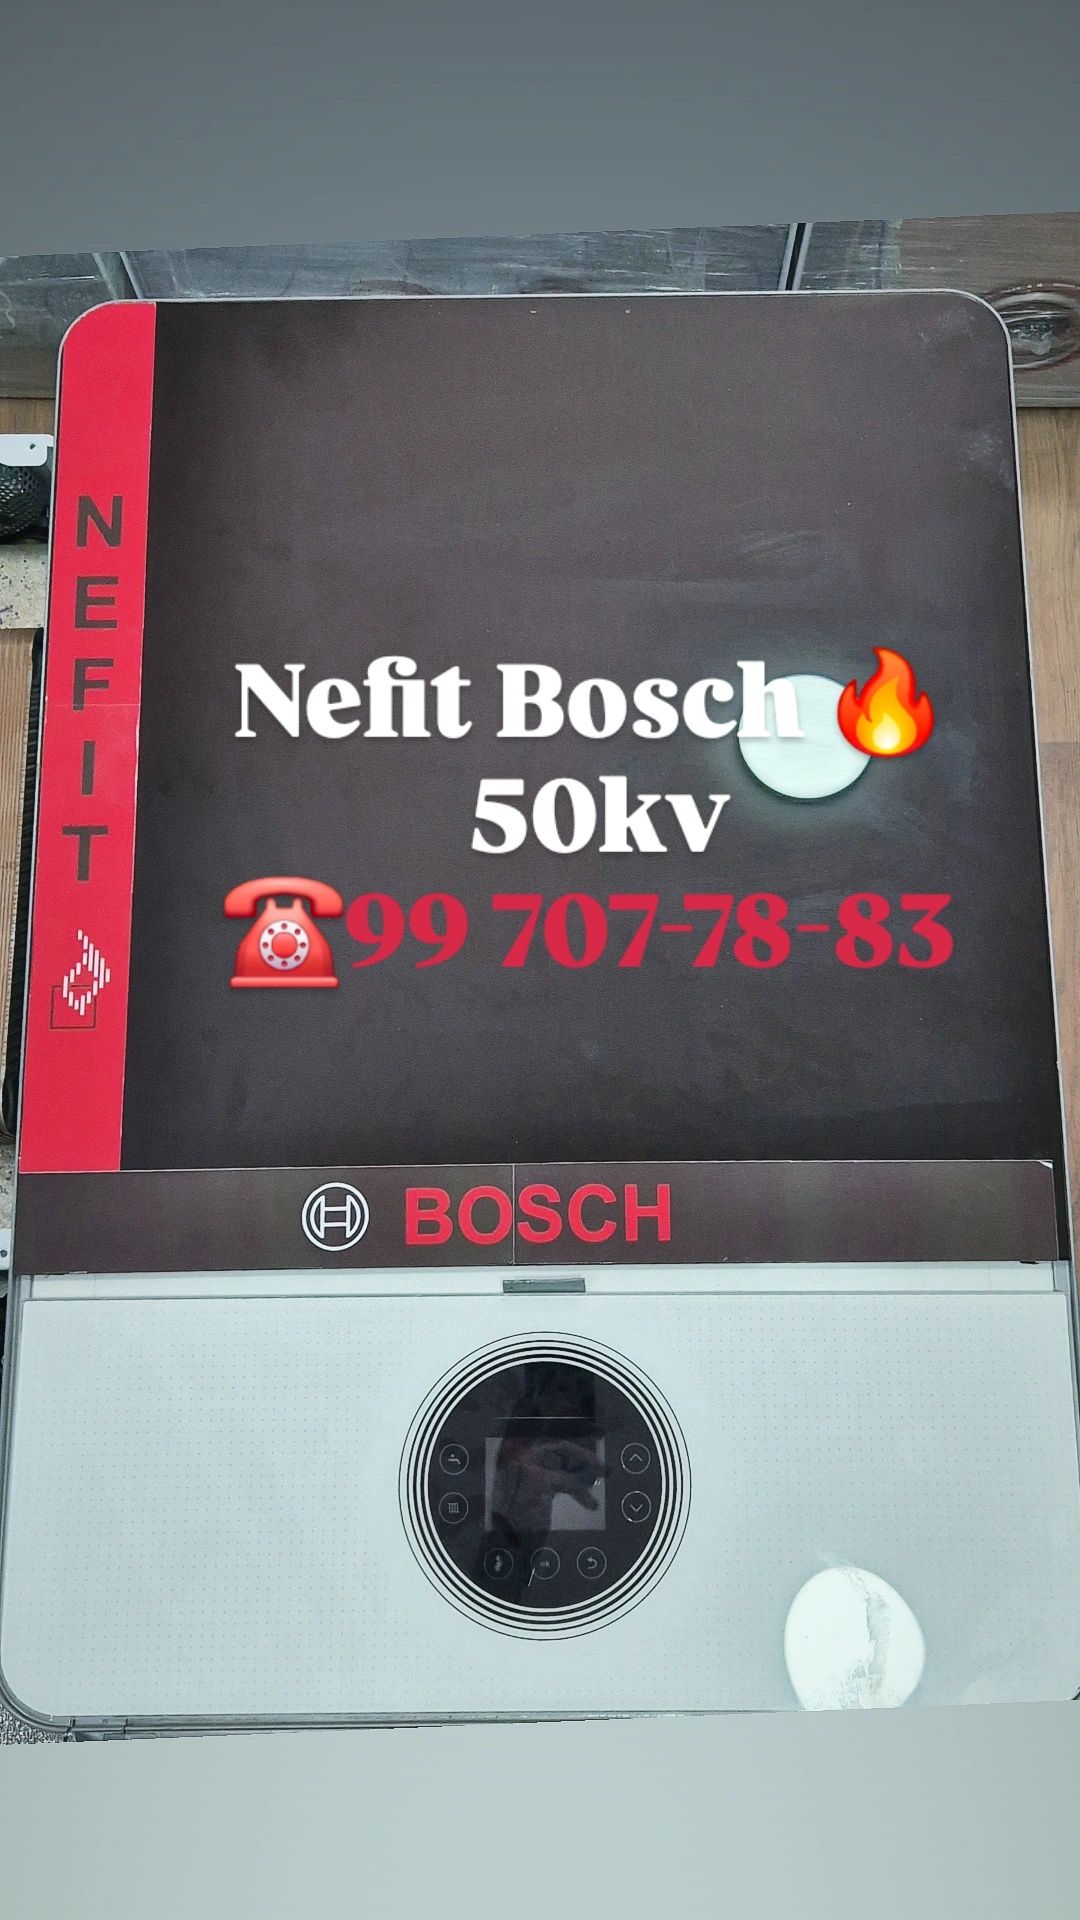 NEFIT
Nefit Bosch 🔥
50kv
☎️99 707-78-83
BOSCH
ok